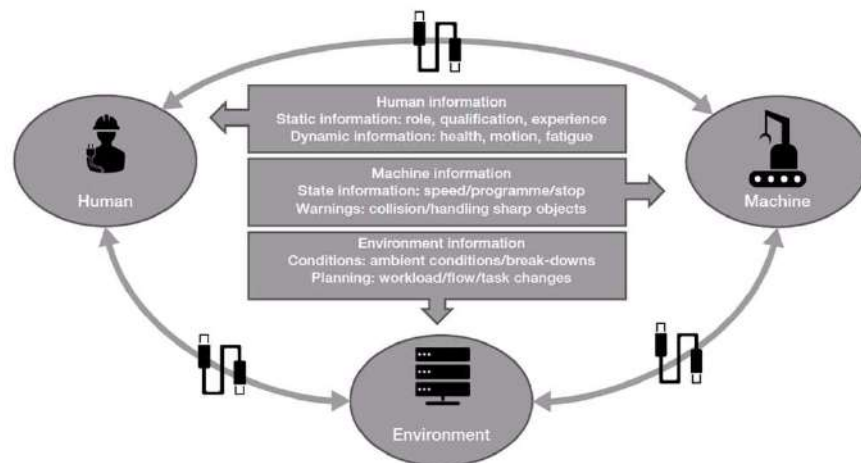 Human information
Static information: role, qualification, experience
Dynamic information: health, motion, fatigue
Human
Machine information
State information: speed/programme/stop
Warnings: collision/handling sharp objects
Machine
Environment information
Conditions: ambient conditions/break-downs
Planning: workload/flow/task changes
Environment